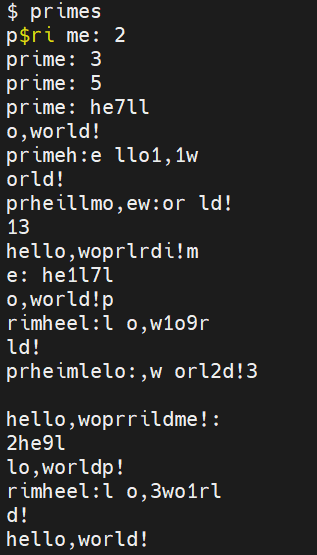 $ primes
p$ri me: 2
prime: 3
prime: 5
prime: he7ll
o,world!
primeh:e llo1,1w
orld!
prheillmo,ew:or ld!
13
hello,woprlrdi!m
e: he1l7l
o,world!p
rimheel:l o,w1o9r
ld!
prheimlelo:,w orl2d!3

hello,woprrildme!:
2he9l
lo,worldp!
rimheel:l o,3wo1rl
d!
hello,world!